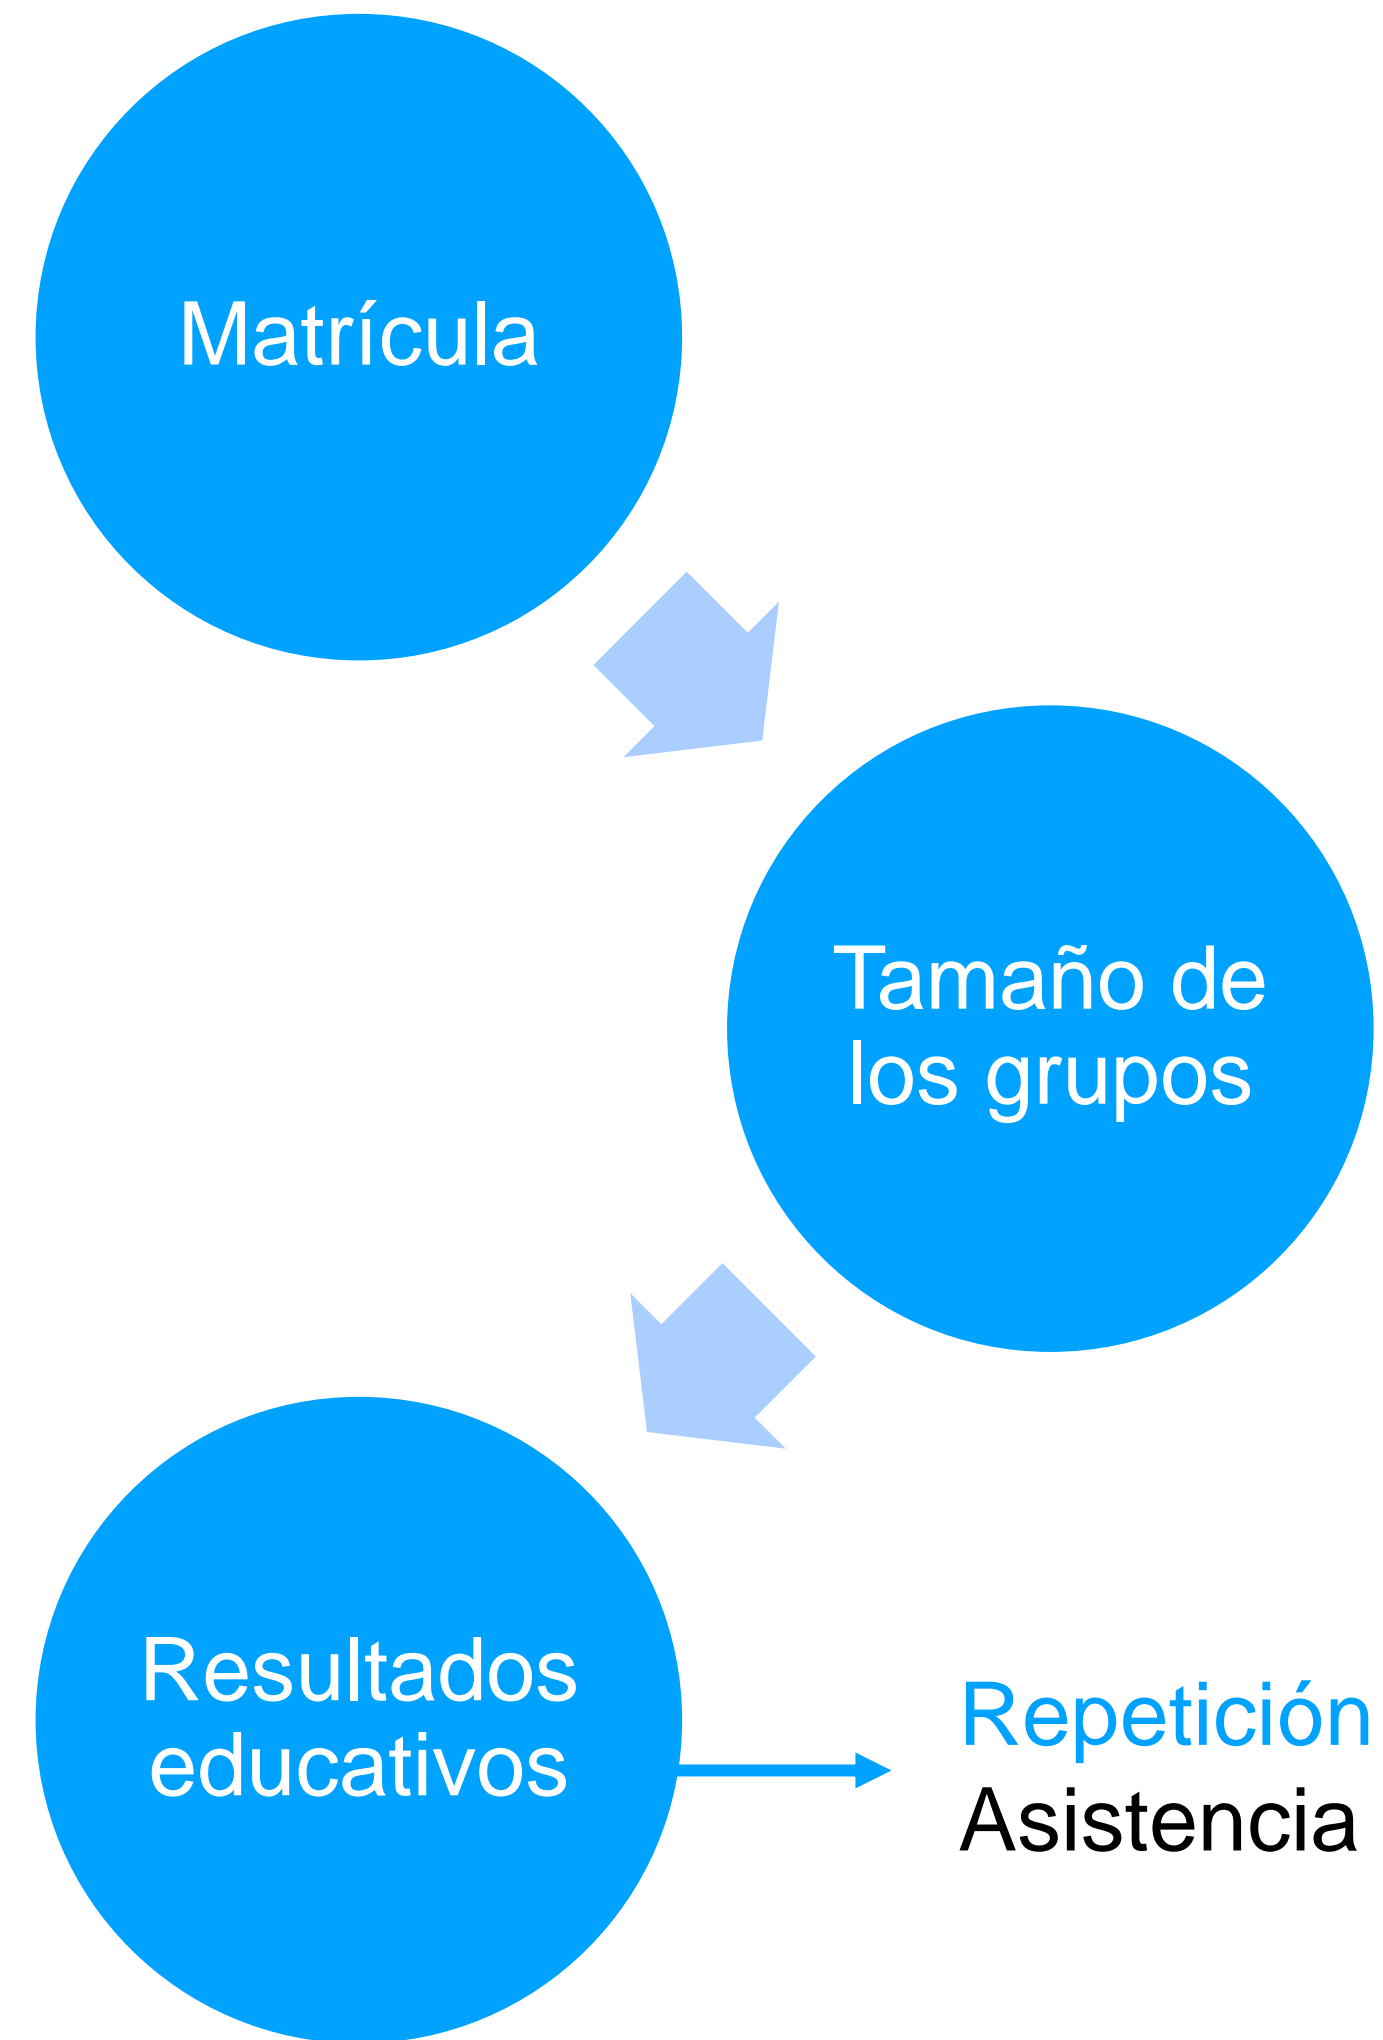 Matrícula
Tamaño de
los grupos
Resultados
educativos
Repetición
Asistencia